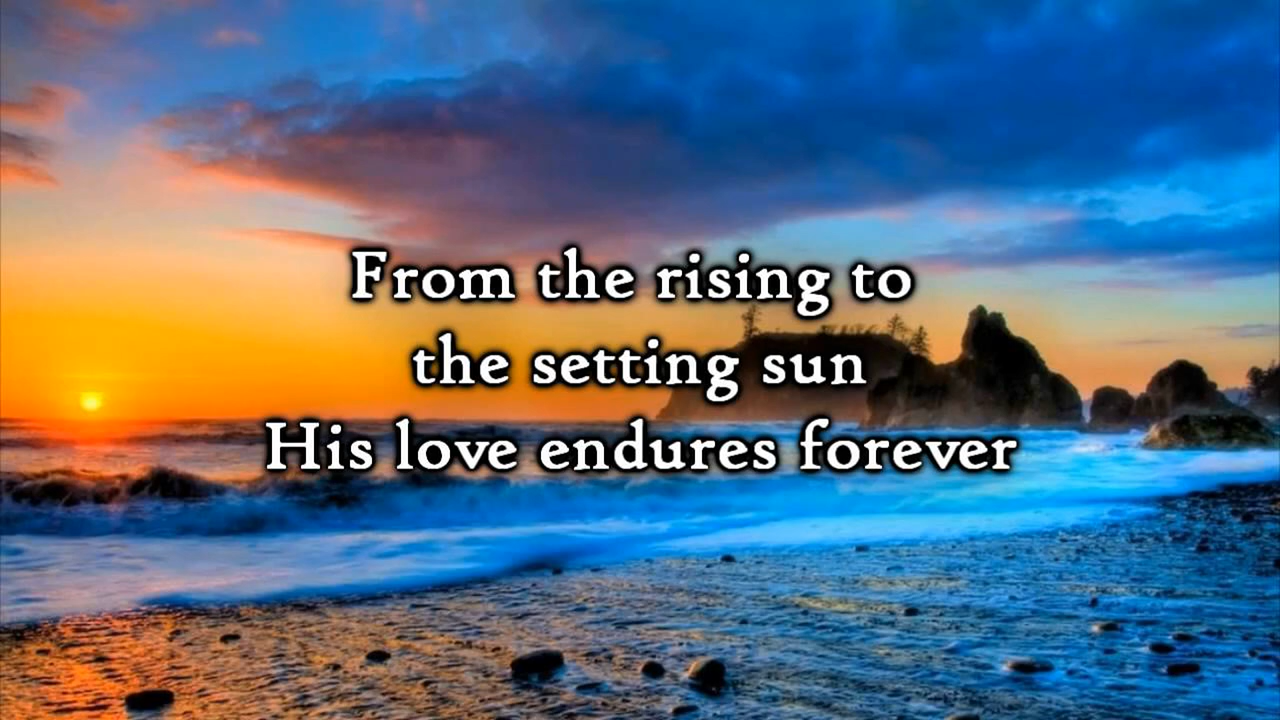 From the rising to
the setting sun
His love endures forever